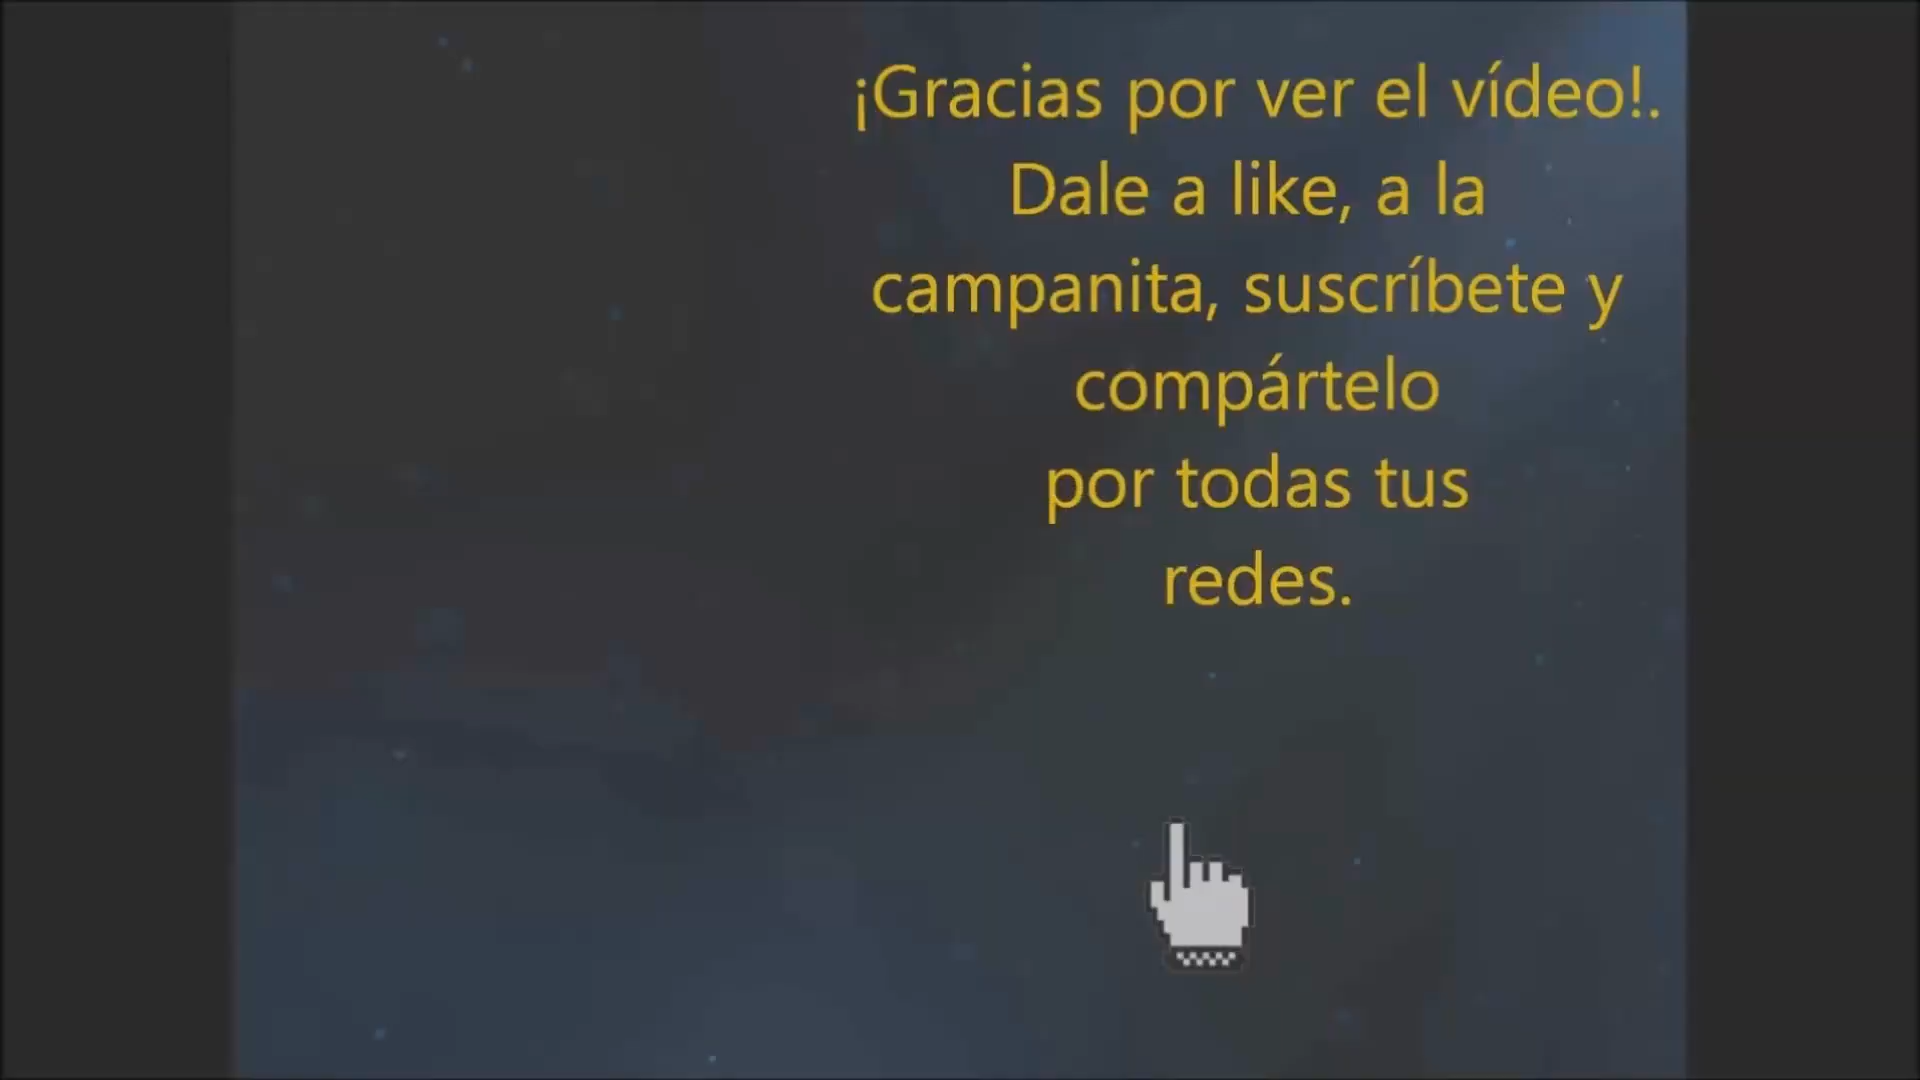 ¡Gracias por ver el vídeo!.
Dale a like, a la
campanita, suscríbete y
compártelo
por todas tus
redes.